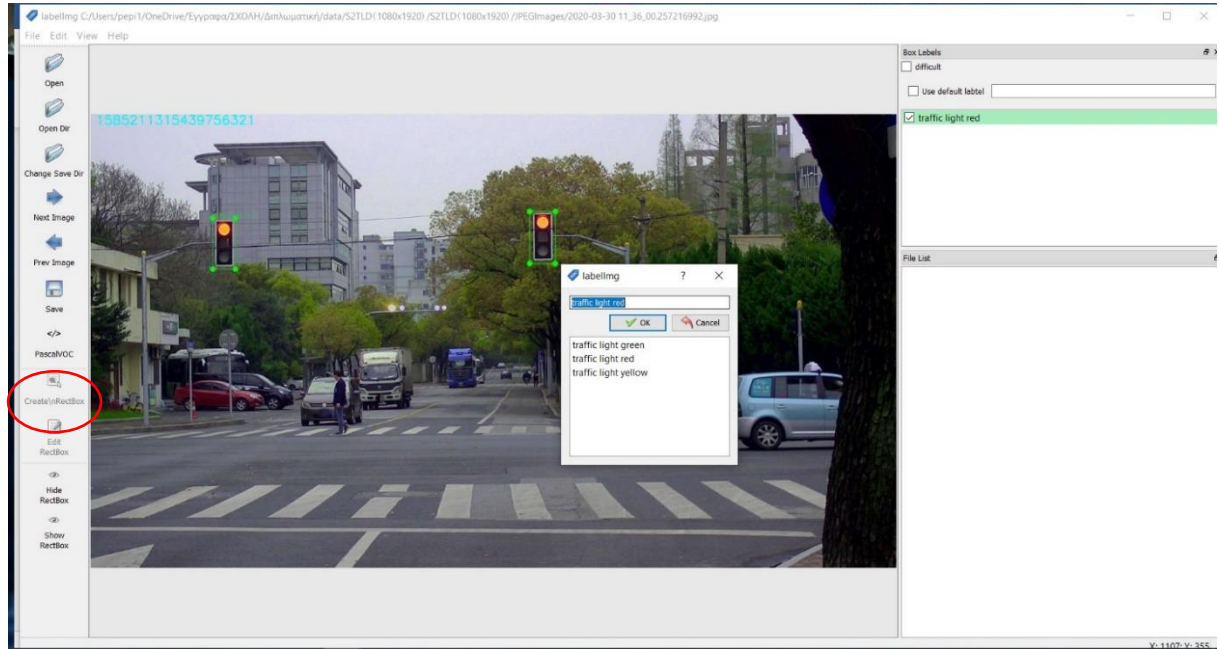 labelImg C:/Users/pepi1/OneDrive/Έγγραφα/ΣΧΟΛΗ/Διπλωματική/data/S2TLD(1080x1920) /S2TLD(1080x1920) /JPEGImages/2020-03-30 11_36_00.257216992.jpg
File Edit View Help
Open
Open Dir
Change Save Dir
Next Image
Prev Image
Save
</>
PascalVOC
Create\nRectBox
Edit
RectBox
Hide
RectBox
Show
RectBox
1585211315439756321
labelImg ? X
traffic light red
OK Cancel
traffic light green
traffic light red
traffic light yellow
Box Labels
difficult
Use default labtel
traffic light red
File List
X: 1107; Y: 355